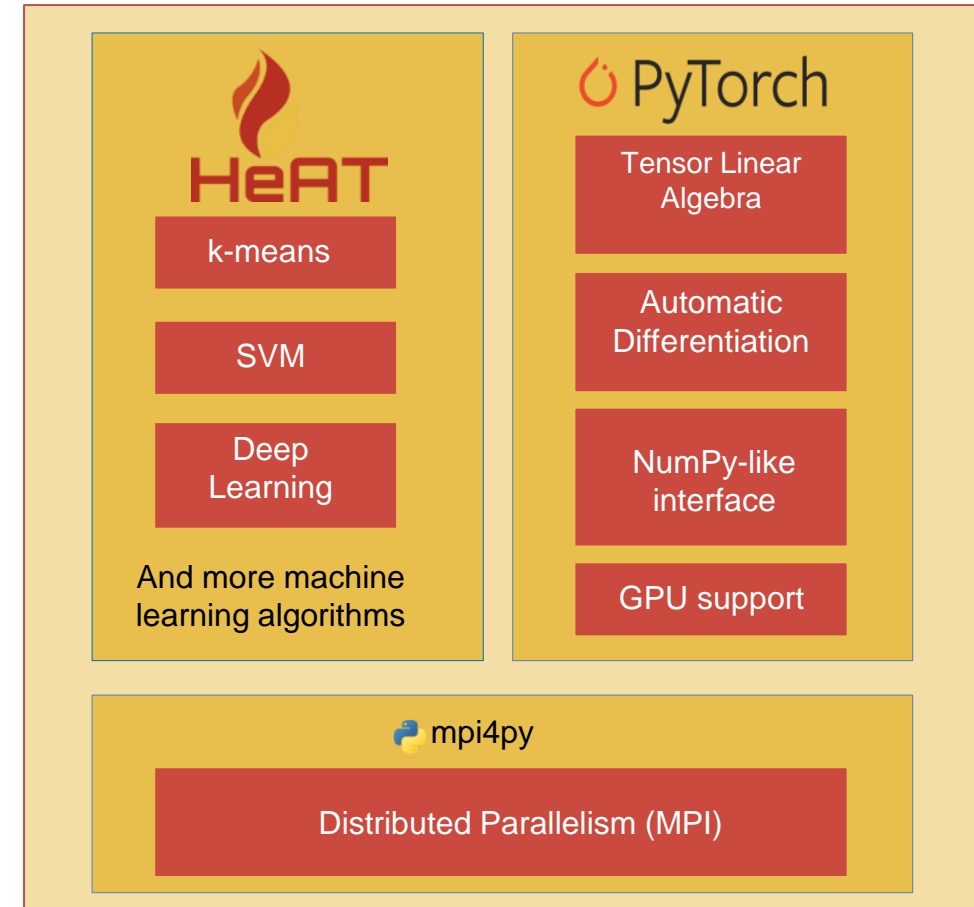 HeAT
k-means
SVM
Deep
Learning
And more machine
learning algorithms
PyTorch
Tensor Linear
Algebra
Automatic
Differentiation
NumPy-like
interface
GPU support
mpi4py
Distributed Parallelism (MPI)